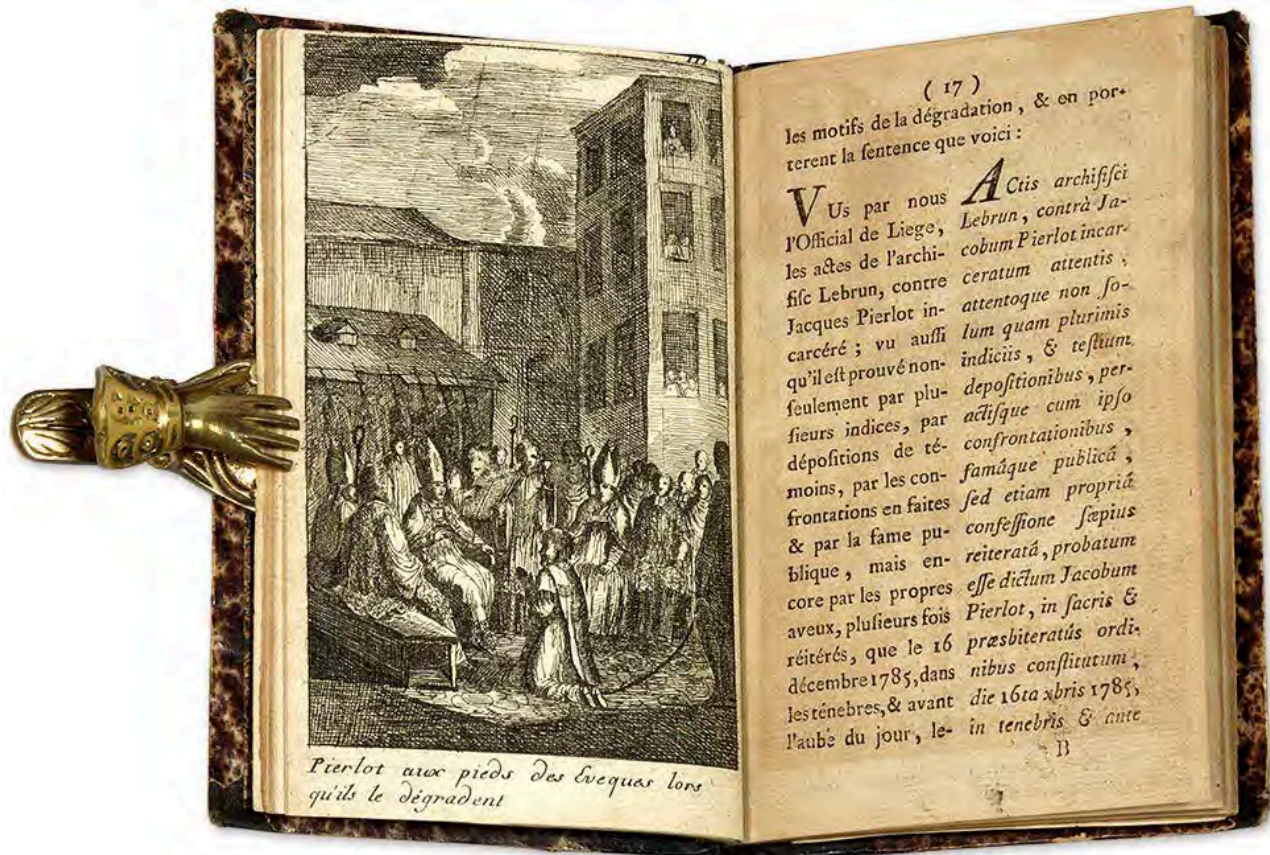 Pierlot aux pieds des Eveques lors
qu'ils le dégradent
( 17 )
les motifs de la dégradation, & en por-
terent la ſentence que voici :
VUs par nous
l'Official de Liege,
les actes de l'archi-
fiſc Lebrun, contre
Jacques Pierlot in-
carcéré ; vu auſſi
qu'il eſt prouvé non-
ſeulement par plu-
ſieurs indices, par
dépoſitions de té-
moins, par les con-
frontations en faites
& par la fame pu-
blique, mais en-
core par les propres
aveux, pluſieurs fois
réitérés, que le 16
décembre 1785, dans
les ténebres, & avant
l'aube du jour, le-
ACtis archifiſci
Lebrun, contrà Ja-
cobum Pierlot incar-
ceratum attentis,
attentoque non ſo-
lum quam plurimis
indiciis, & teſtium
depoſitionibus, per-
actiſque cum ipſo
confrontationibus,
famâque publicâ,
ſed etiam propriâ
confeſſione ſæpius
reiteratâ, probatum
eſſe dictum Jacobum
Pierlot, in ſacris &
præsbiteratûs ordi-
nibus conſtitutum,
die 16ta xbris 1785,
in tenebris & ante
B